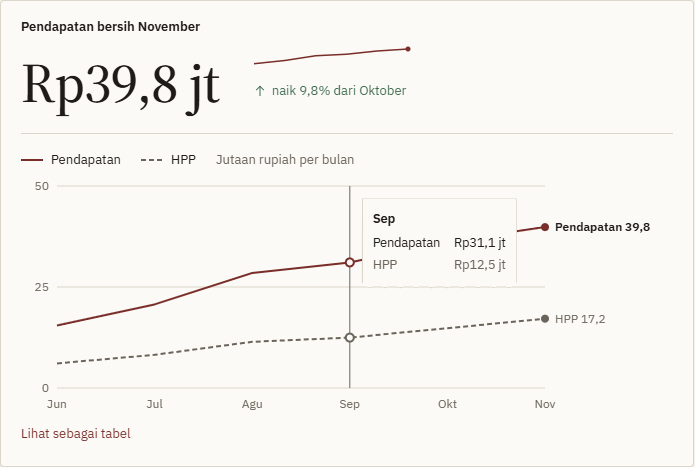 Pendapatan bersih November
Rp39,8 jt
↑ naik 9,8% dari Oktober
Pendapatan HPP Jutaan rupiah per bulan
50
Sep
Pendapatan Rp31,1 jt
HPP Rp12,5 jt
Pendapatan 39,8
25
HPP 17,2
0
Jun Jul Agu Sep Okt Nov
Lihat sebagai tabel